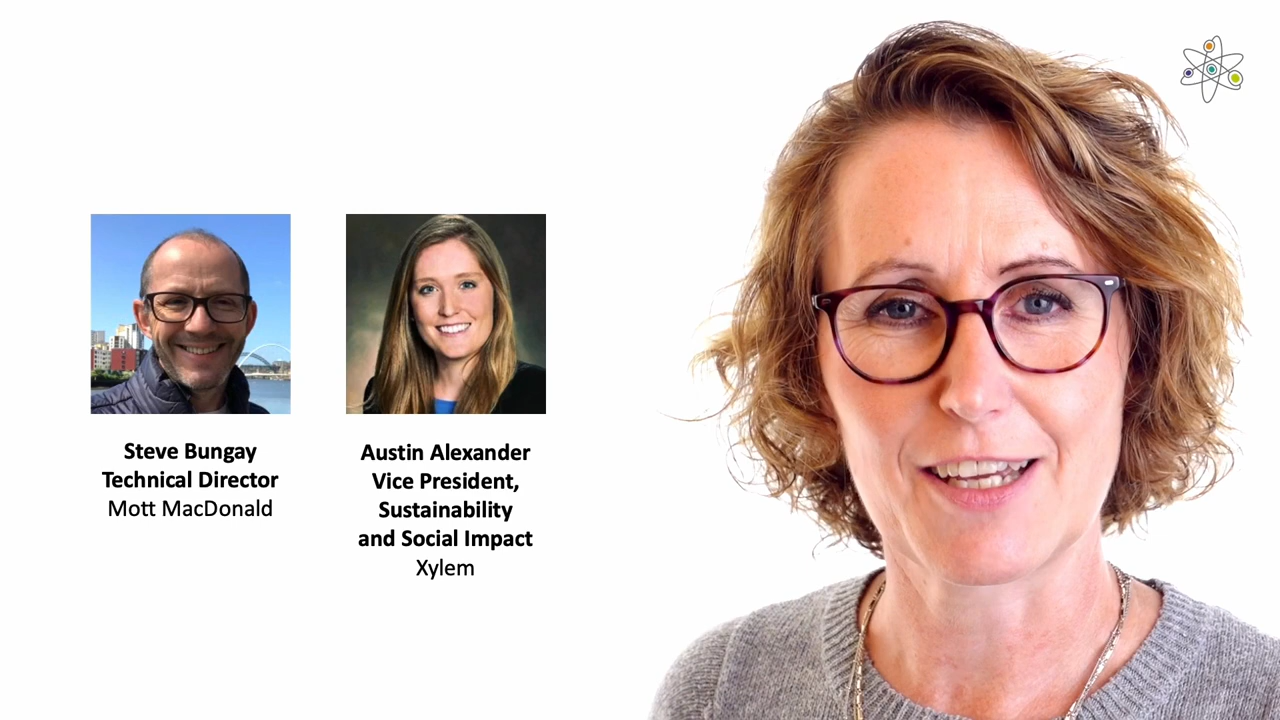 Steve Bungay
Technical Director
Mott MacDonald
Austin Alexander
Vice President,
Sustainability
and Social Impact
Xylem